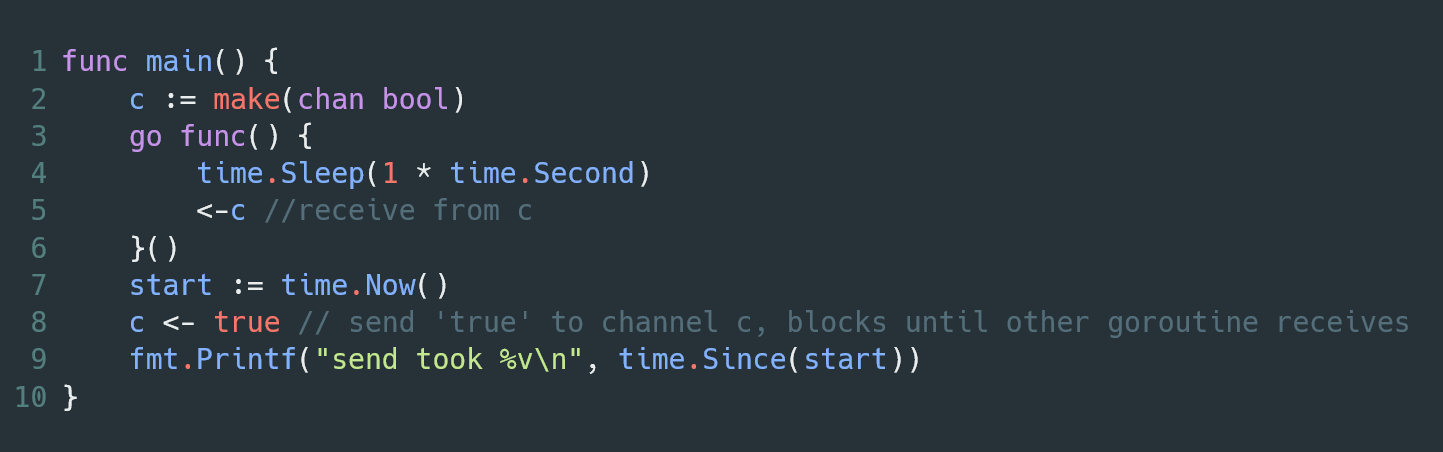 1 func main() {
2     c := make(chan bool)
3     go func() {
4         time.Sleep(1 * time.Second)
5         <-c //receive from c
6     }()
7     start := time.Now()
8     c <- true // send 'true' to channel c, blocks until other goroutine receives
9     fmt.Printf("send took %v\n", time.Since(start))
10 }